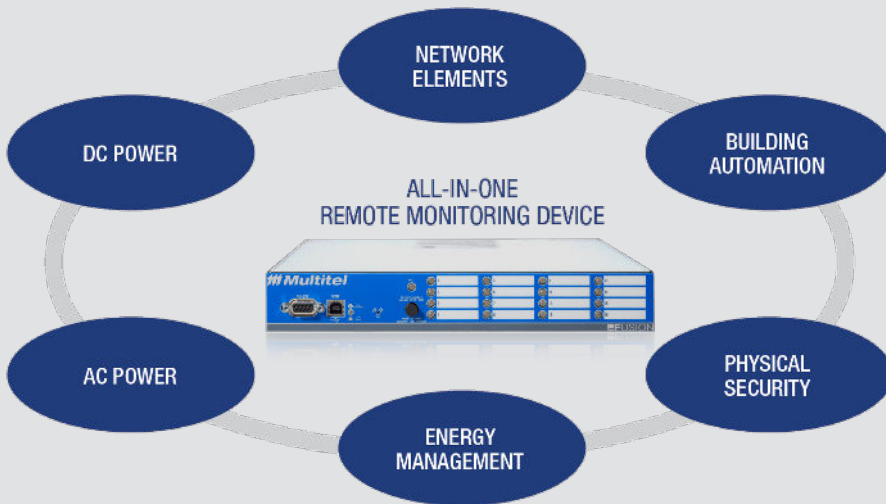 NETWORK
ELEMENTS
DC POWER
BUILDING
AUTOMATION
ALL-IN-ONE
REMOTE MONITORING DEVICE
Multitel
FUSION
AC POWER
PHYSICAL
SECURITY
ENERGY
MANAGEMENT